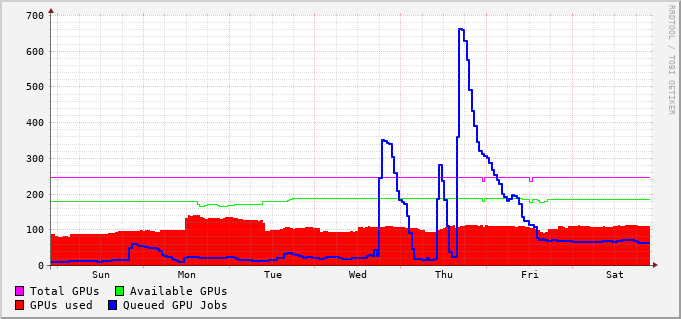 700
600
500
400
300
200
100
0
Sun Mon Tue Wed Thu Fri Sat
Total GPUs Available GPUs
GPUs used Queued GPU Jobs
RRDTOOL / TOBI OETIKER